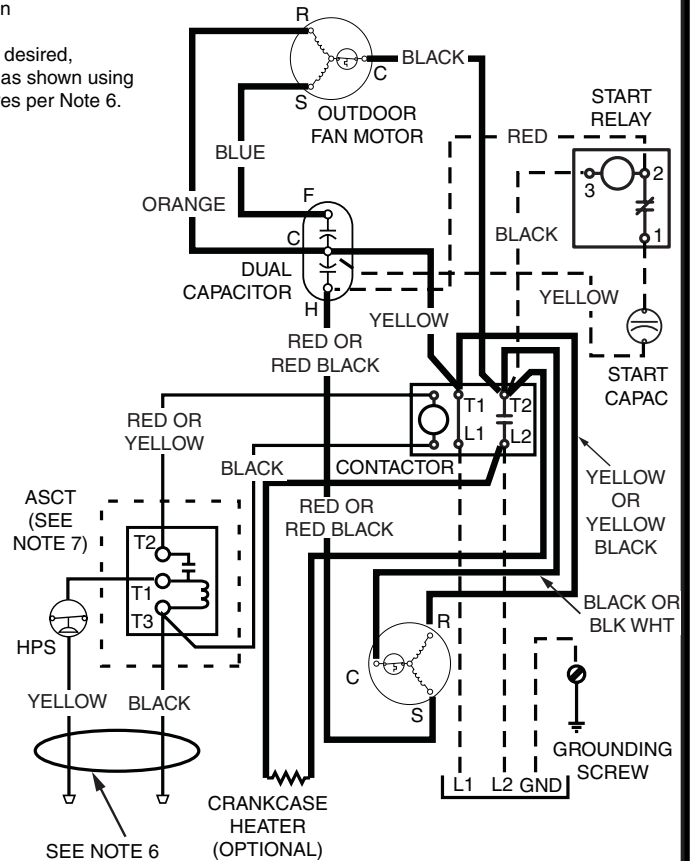 n
desired,
as shown using
es per Note 6.
R
C
S
BLACK
OUTDOOR
FAN MOTOR
START
RELAY
RED
BLUE
3
2
1
ORANGE
F
C
BLACK
DUAL
CAPACITOR
H
YELLOW
YELLOW
RED OR
RED BLACK
START
CAPAC
T1
T2
RED OR
YELLOW
L1
L2
BLACK
CONTACTOR
YELLOW
OR
YELLOW
BLACK
ASCT
(SEE
NOTE 7)
RED OR
RED BLACK
T2
T1
T3
BLACK OR
BLK WHT
HPS
R
C
S
YELLOW
BLACK
GROUNDING
SCREW
L1
L2
GND
CRANKCASE
HEATER
(OPTIONAL)
SEE NOTE 6